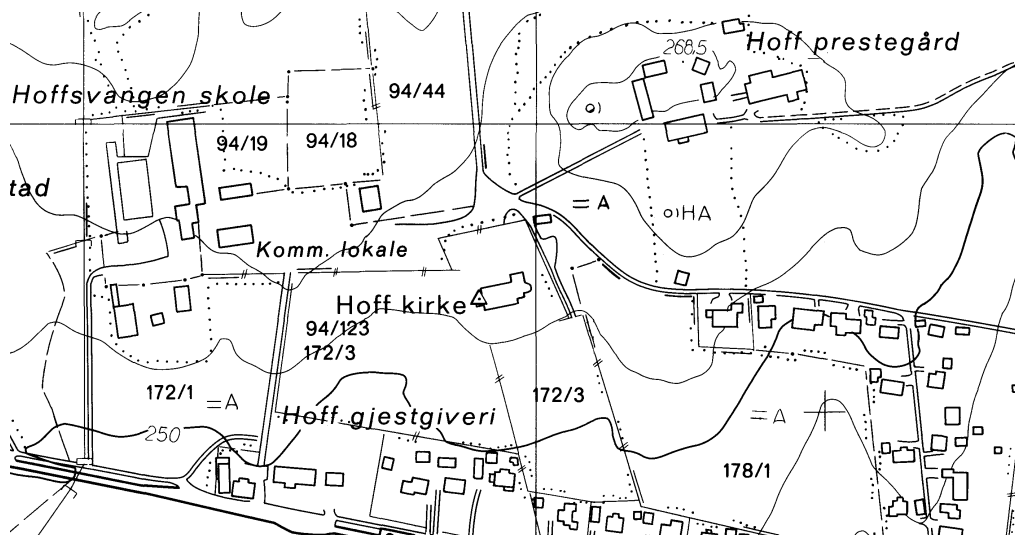 Hoff prestegård
268,5
Hoffsvangen skole
94/44
94/19
94/18
tad
= A
HA
Komm. lokale
Hoff kirke
94/123
172/3
172/1
= A
172/3
Hoff gjestgiveri
= A
250
178/1